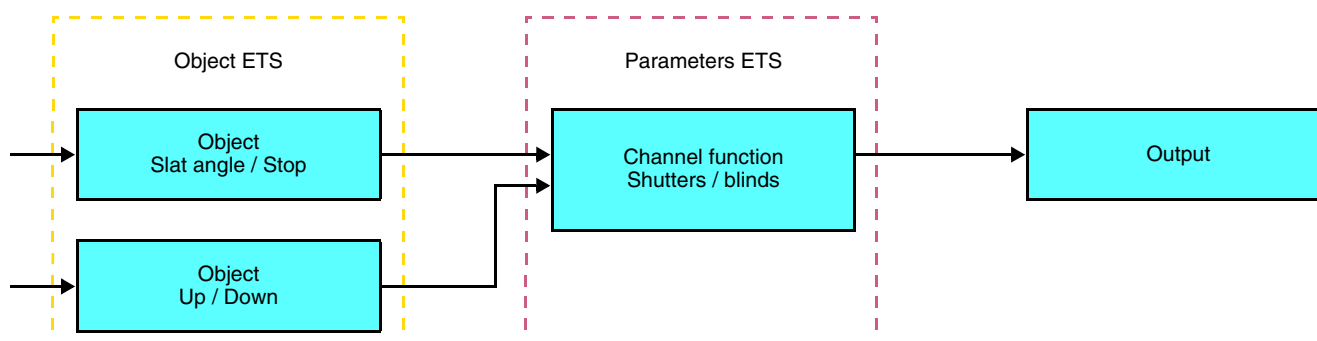 Object ETS
Parameters ETS
Object
Slat angle / Stop
Channel function
Shutters / blinds
Output
Object
Up / Down